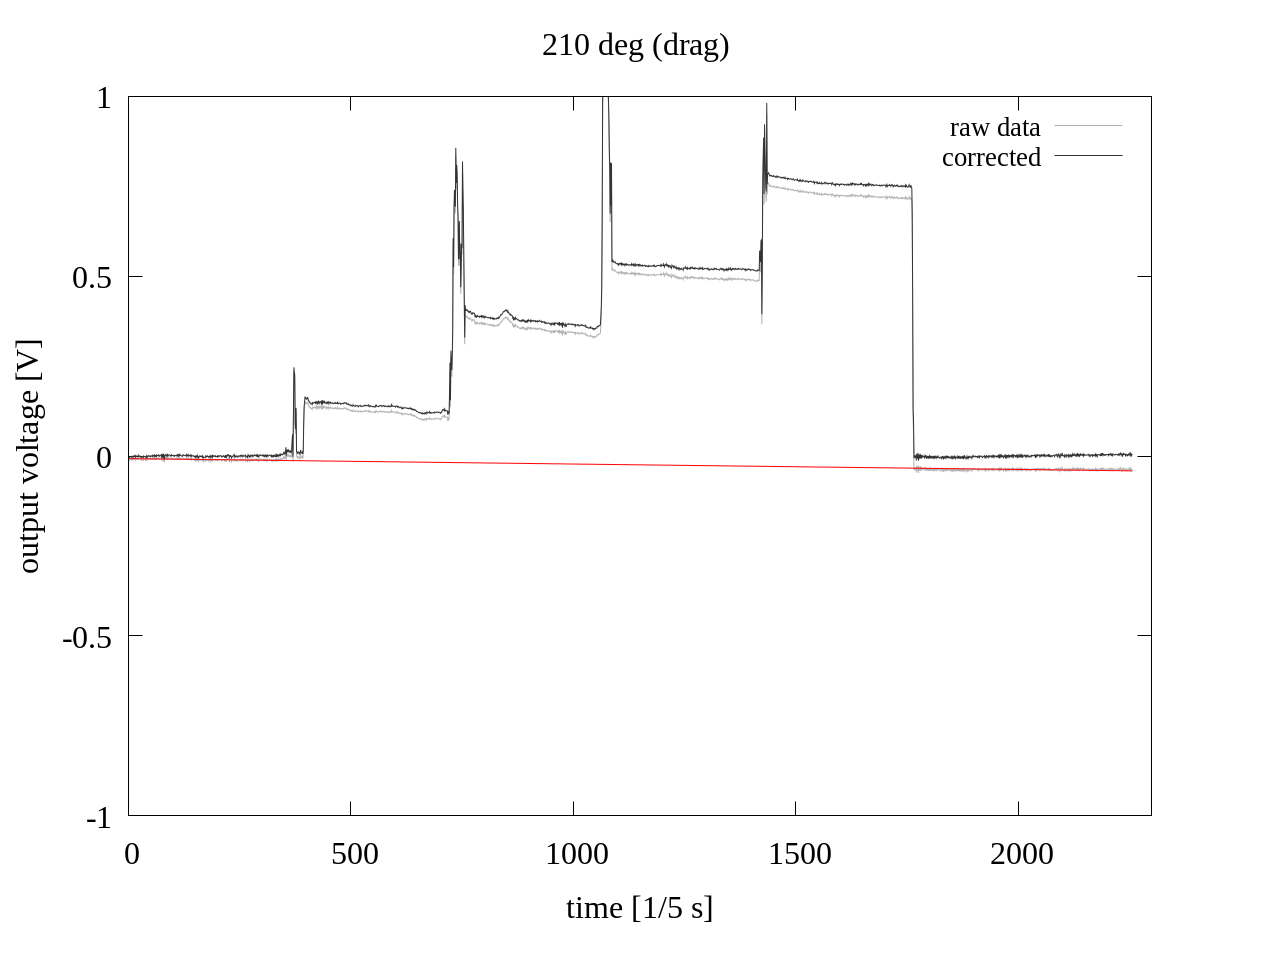 210 deg (drag)
raw data
corrected
1
0.5
0
-0.5
-1
output voltage [V]
0 500 1000 1500 2000
time [1/5 s]